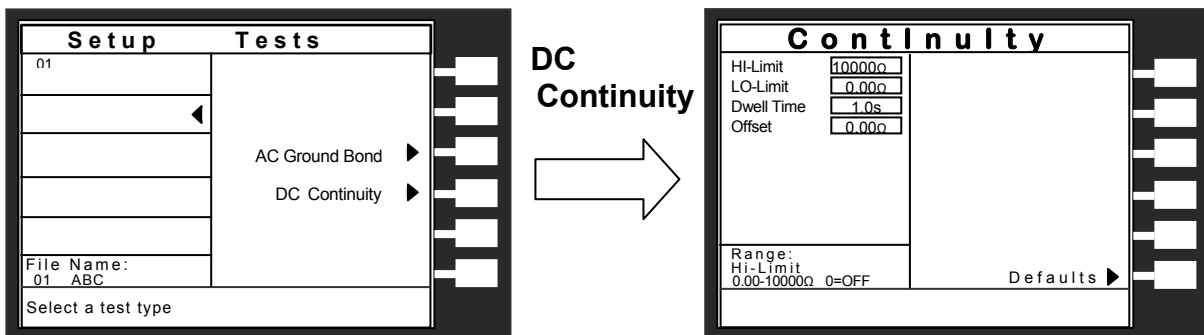 Setup Tests
01
AC Ground Bond
DC Continuity
File Name:
01 ABC
Select a test type
DC
Continuity
ContInuIty
HI-Limit 10000Ω
LO-Limit 0.00Ω
Dwell Time 1.0s
Offset 0.00Ω
Range:
Hi-Limit
0.00-10000Ω 0=OFF
Defaults